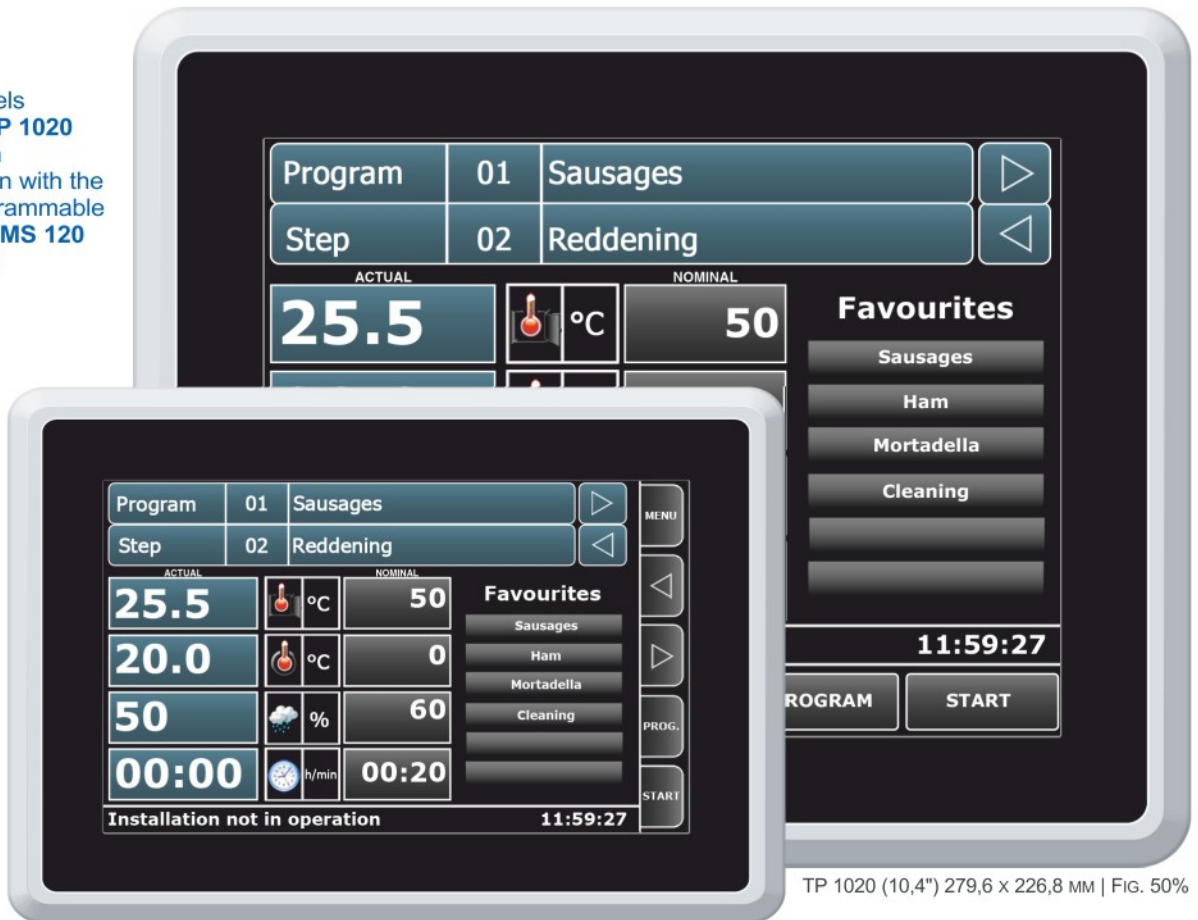 els
P 1020
n with the
rammable
MS 120
Program 01 Sausages
Step 02 Reddening
ACTUAL NOMINAL
25.5 °C 50
Favourites
Sausages
Ham
Mortadella
Cleaning
11:59:27
ROGRAM START
Program 01 Sausages
Step 02 Reddening
ACTUAL NOMINAL
25.5 °C 50
20.0 °C 0
50 % 60
00:00 h/min 00:20
Favourites
Sausages
Ham
Mortadella
Cleaning
Installation not in operation 11:59:27
MENU
PROG.
START
TP 1020 (10,4") 279,6 x 226,8 MM | FIG. 50%